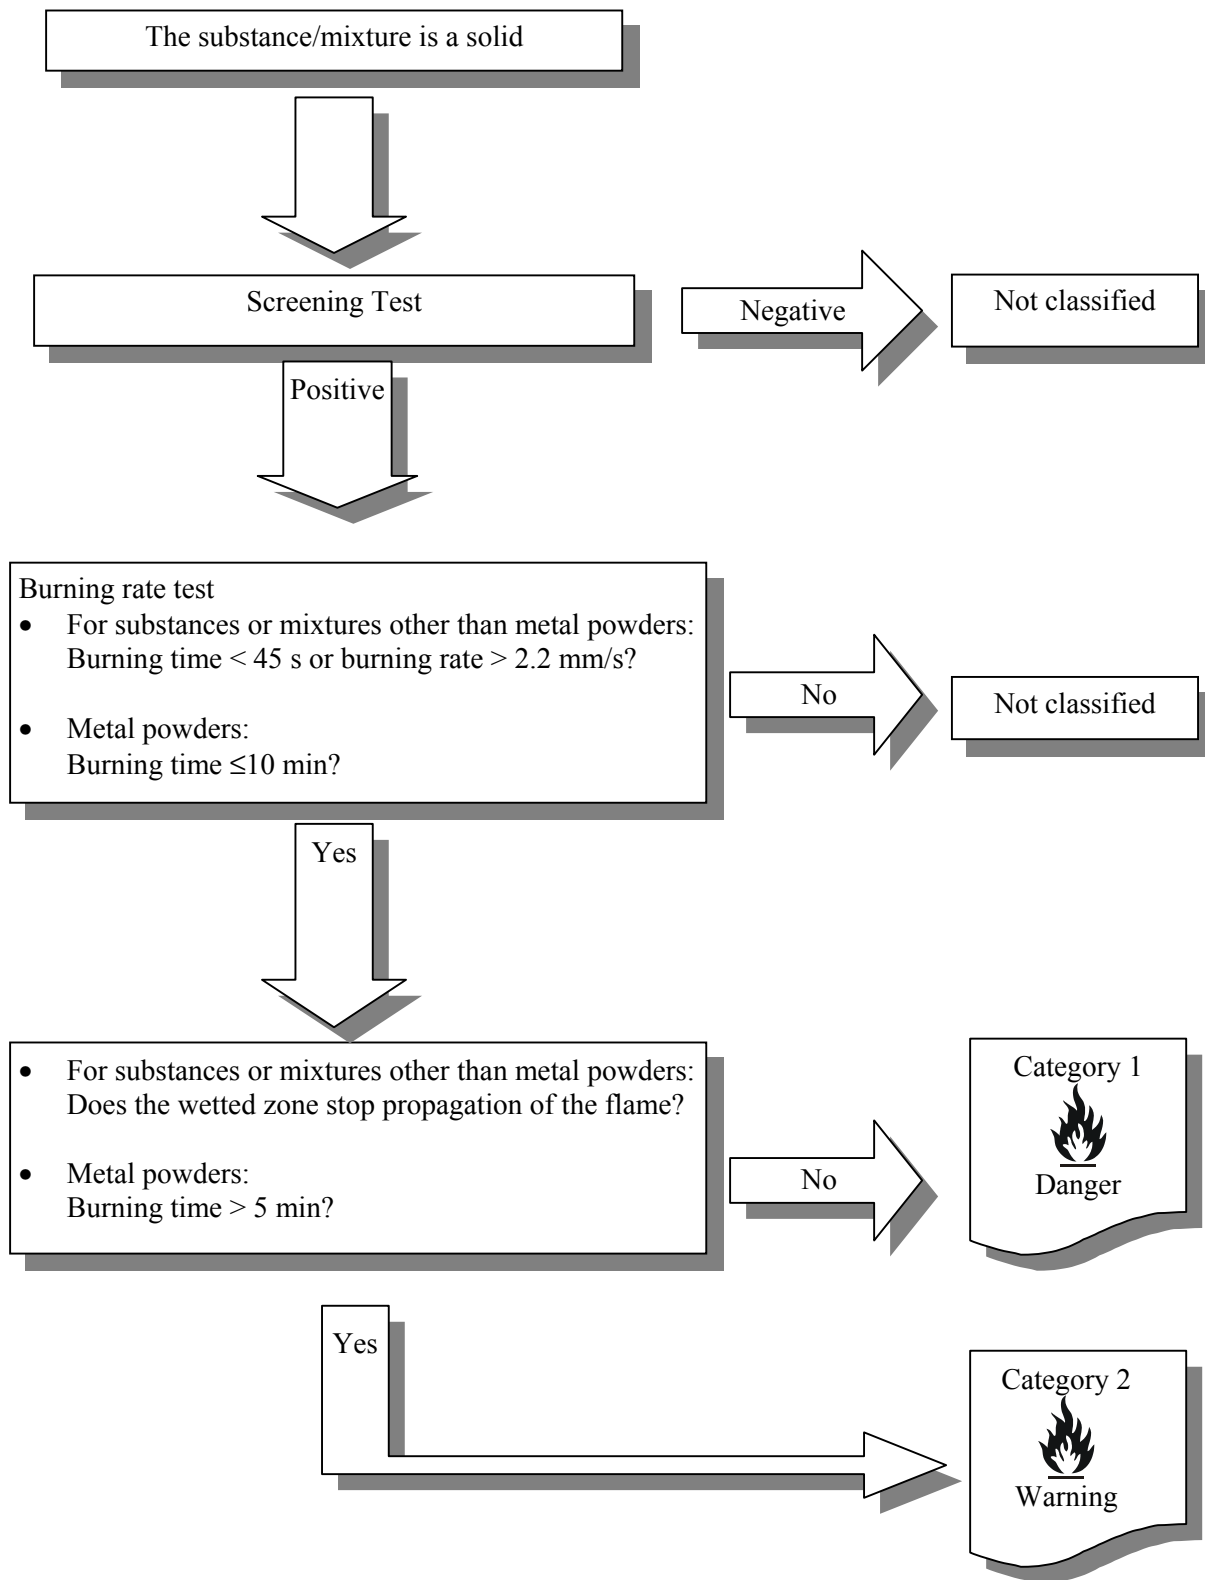 The substance/mixture is a solid
Screening Test
Negative
Not classified
Positive
Burning rate test
• For substances or mixtures other than metal powders:
Burning time < 45 s or burning rate > 2.2 mm/s?
• Metal powders:
Burning time ≤10 min?
No
Not classified
Yes
• For substances or mixtures other than metal powders:
Does the wetted zone stop propagation of the flame?
• Metal powders:
Burning time > 5 min?
No
Category 1
Danger
Yes
Category 2
Warning